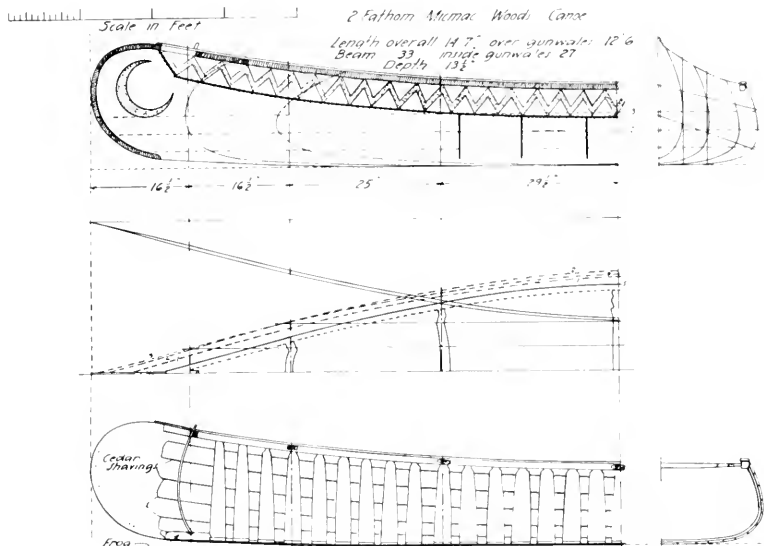 2 Fathom Micmac Woods Canoe
Scale in Feet
Length overall 14' 7" over gunwales 12' 6
Beam 33 inside gunwales 27
Depth 13½"
16½" 16½" 25" 29½"
Cedar
shavings
Frog